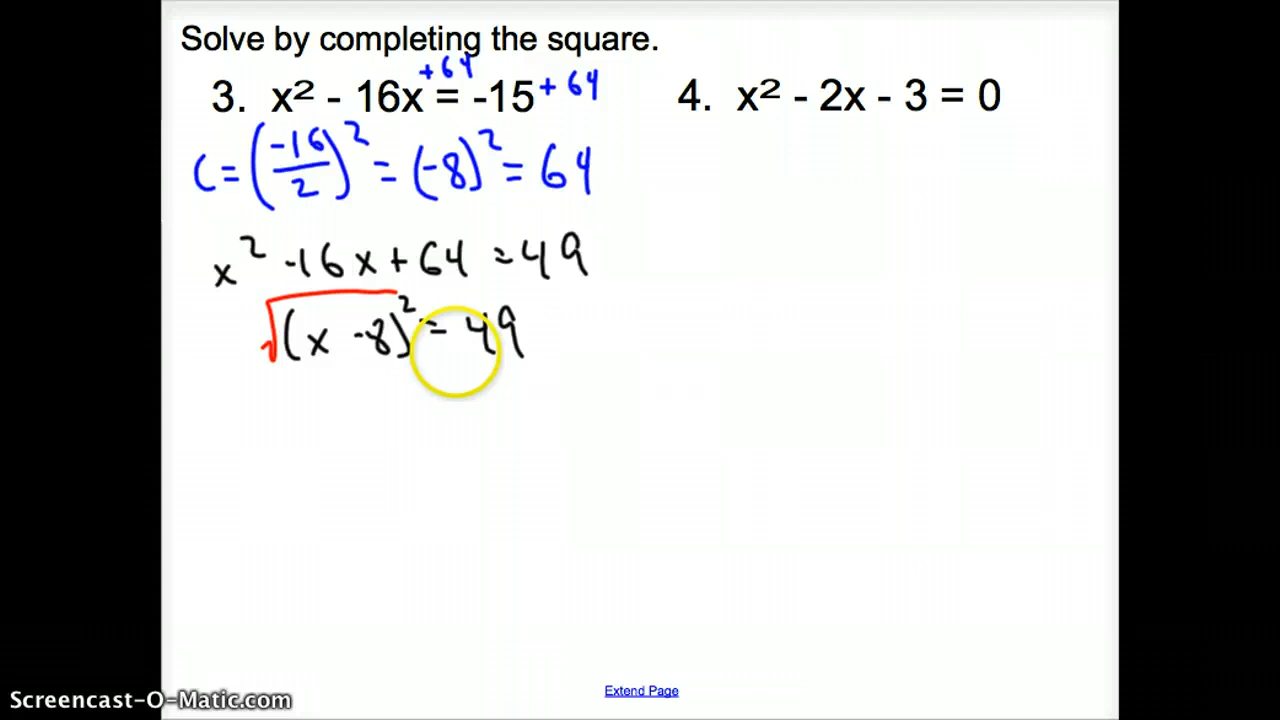 Solve by completing the square.
3. x² - 16x +64 = -15 + 64
4. x² - 2x - 3 = 0
C = (-16/2)² = (-8)² = 64
x² -16x + 64 = 49
√(x -8)² = 49
Extend Page
Screencast-O-Matic.com